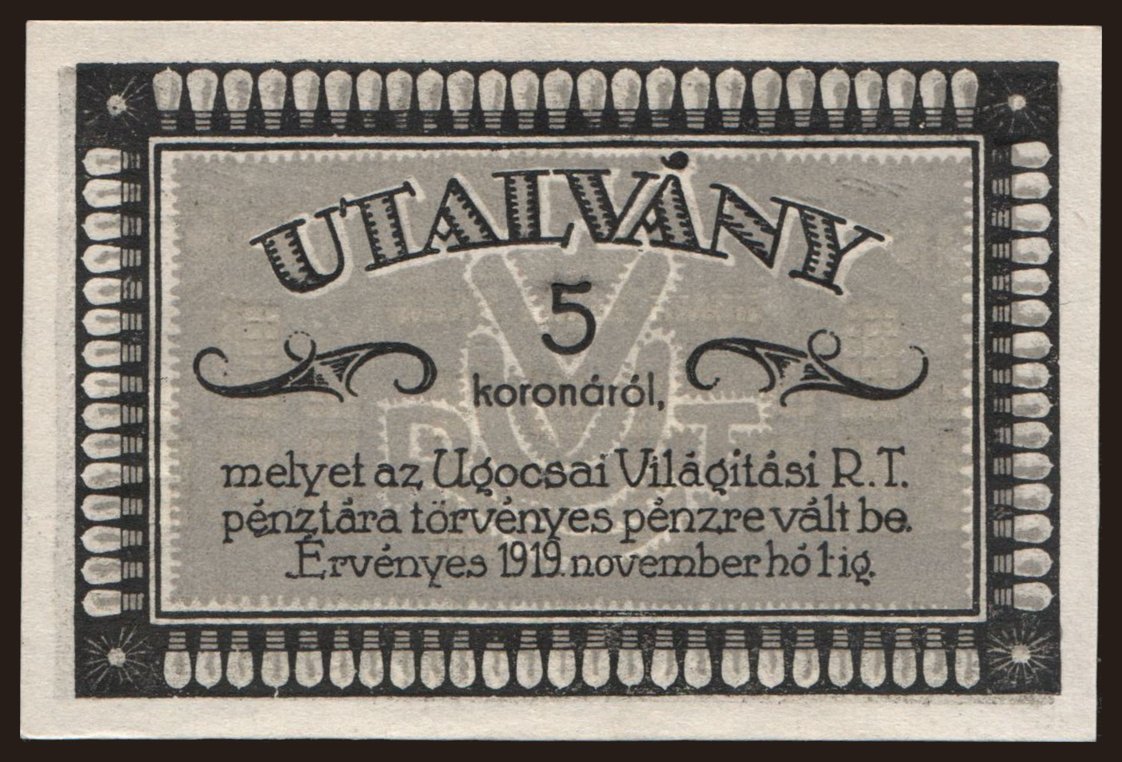 UTALVÁNY
5
koronáról,
melyet az Ugocsai Világitási R.T.
pénztára törvényes pénzre vált be.
Érvényes 1919. november hó 1-ig.